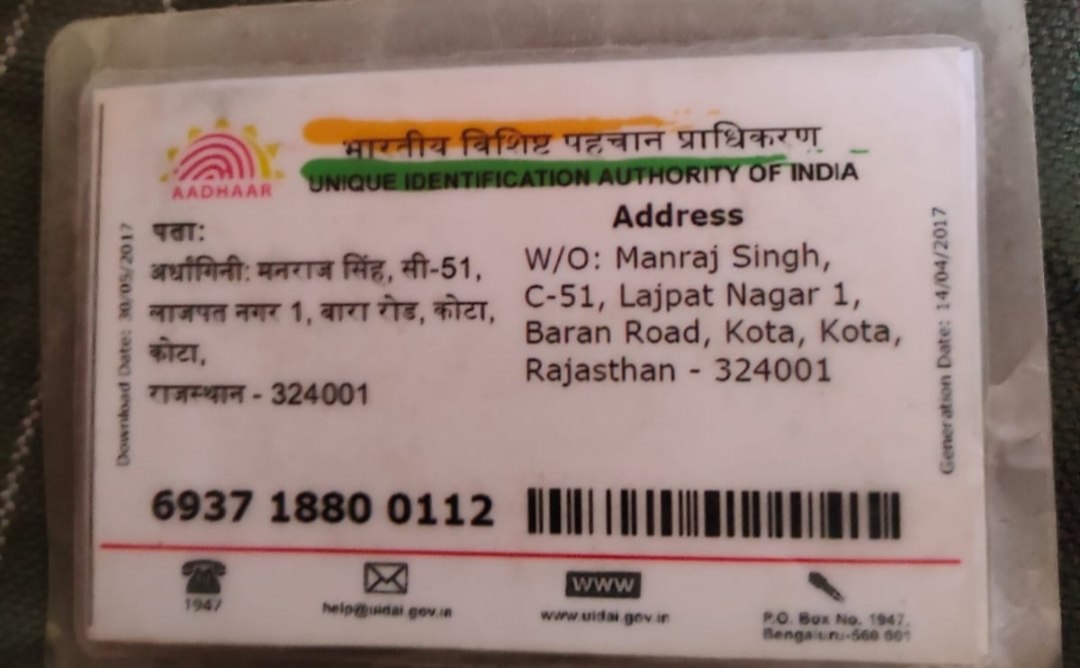 AADHAAR
भारतीय विशिष्ट पहचान प्राधिकरण
UNIQUE IDENTIFICATION AUTHORITY OF INDIA
Download Date: 30/05/2017
पता:
अर्धांगिनी: मनराज सिंह, सी-51,
लाजपत नगर 1, बारा रोड, कोटा,
कोटा,
राजस्थान - 324001
Address
W/O: Manraj Singh,
C-51, Lajpat Nagar 1,
Baran Road, Kota, Kota,
Rajasthan - 324001
Generation Date: 14/04/2017
6937 1880 0112
1947
help@uidai.gov.in
www
www.uidai.gov.in
P.O. Box No. 1947,
Bengaluru-560 001